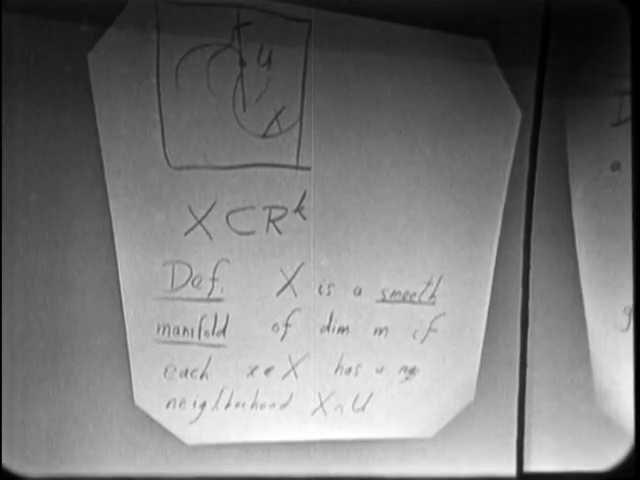 U
X
X ⊂ R^k
Def. X is a smooth
manifold of dim m if
each x ∈ X has a
neighborhood X ∩ U